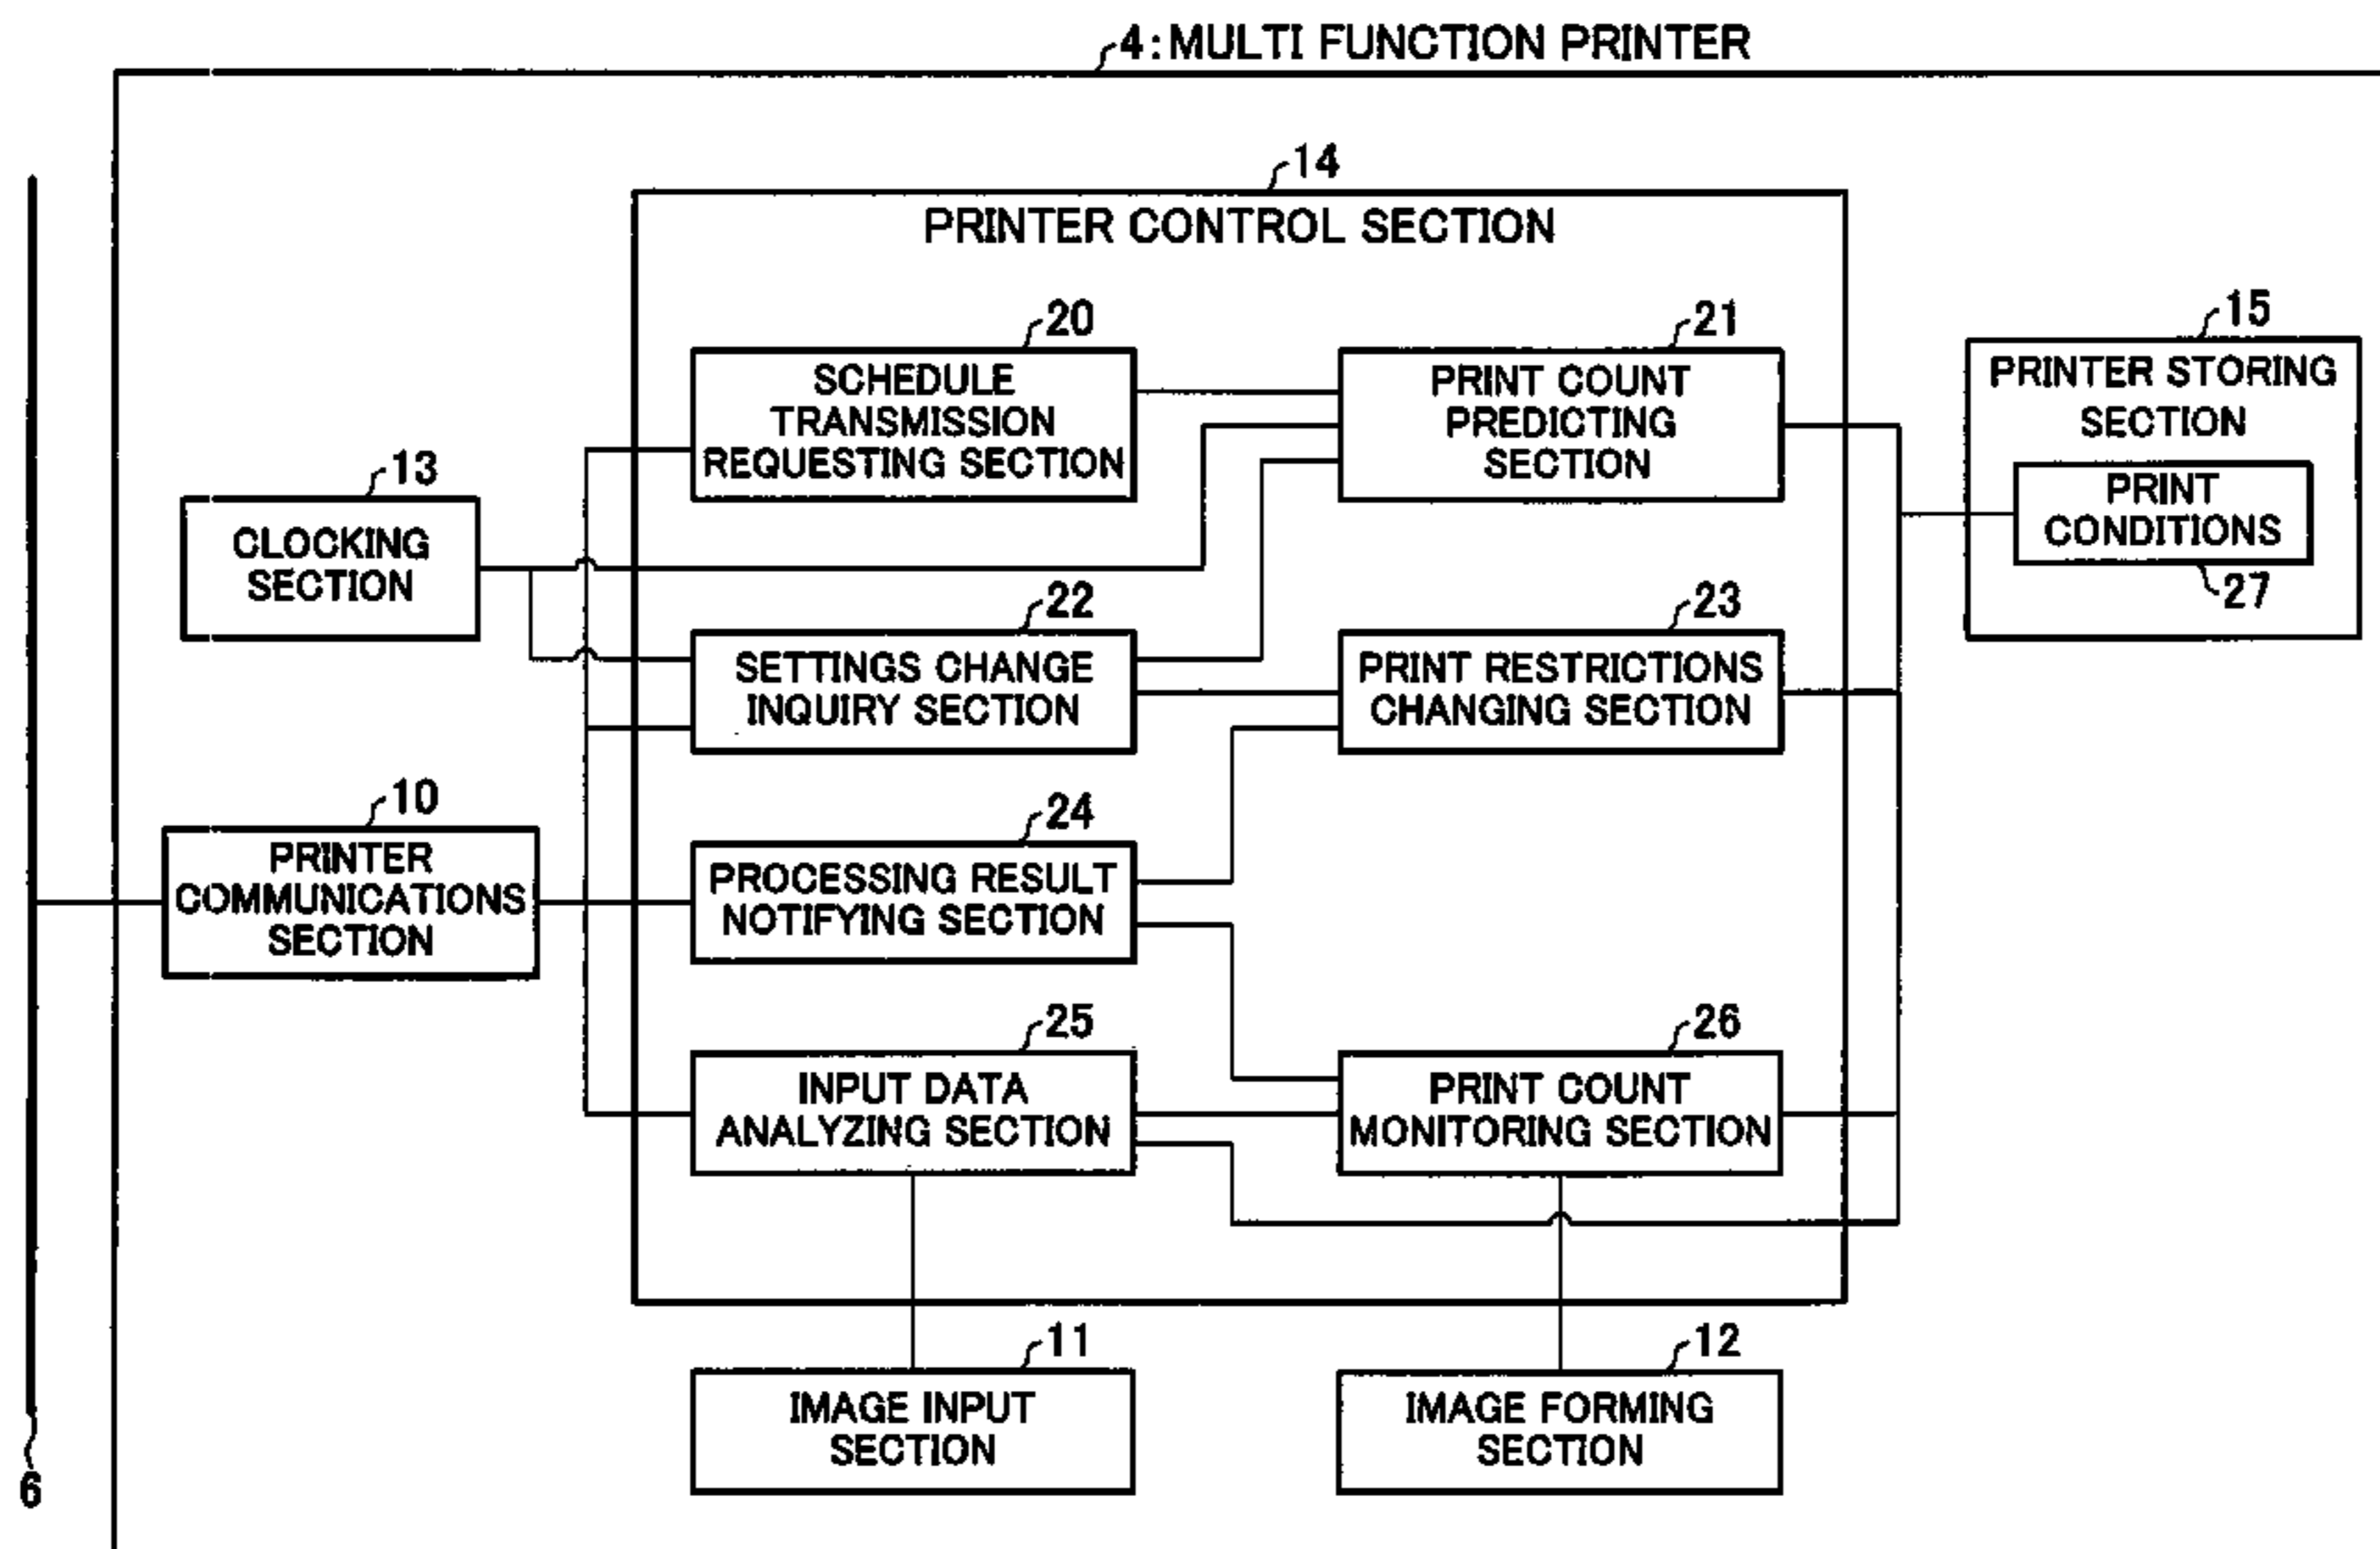 4:MULTI FUNCTION PRINTER
14
PRINTER CONTROL SECTION
20
SCHEDULE
TRANSMISSION
REQUESTING SECTION
21
PRINT COUNT
PREDICTING
SECTION
15
PRINTER STORING
SECTION
PRINT
CONDITIONS
27
13
CLOCKING
SECTION
22
SETTINGS CHANGE
INQUIRY SECTION
23
PRINT RESTRICTIONS
CHANGING SECTION
10
PRINTER
COMMUNICATIONS
SECTION
24
PROCESSING RESULT
NOTIFYING SECTION
25
INPUT DATA
ANALYZING SECTION
26
PRINT COUNT
MONITORING SECTION
11
IMAGE INPUT
SECTION
12
IMAGE FORMING
SECTION
6